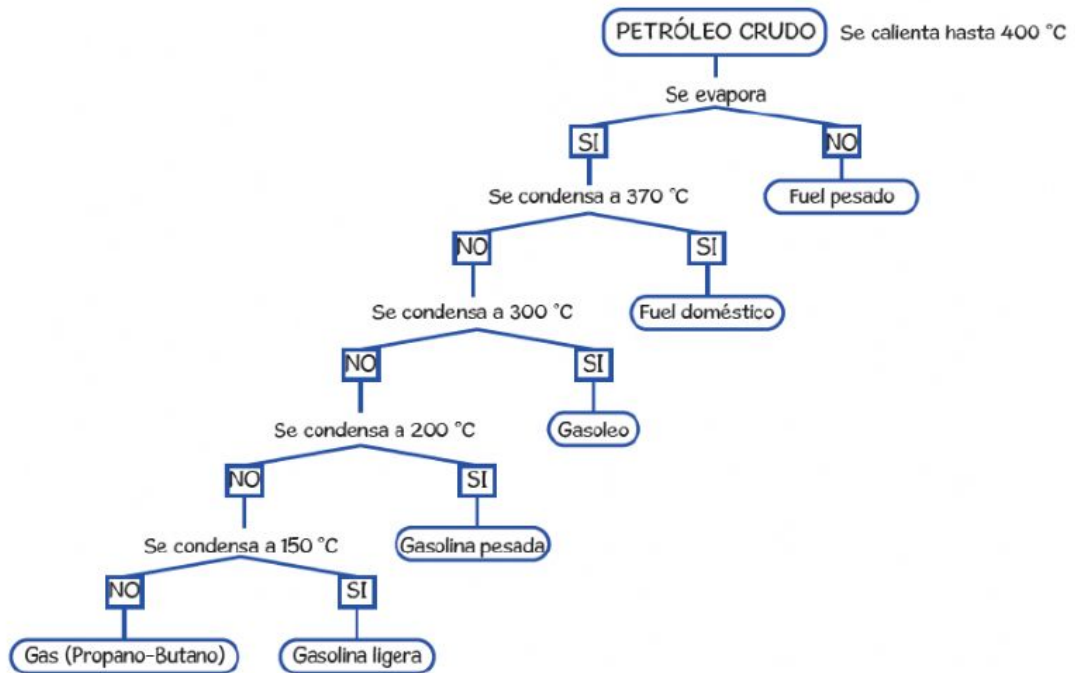 PETRÓLEO CRUDO Se calienta hasta 400 °C
Se evapora
SI NO
Se condensa a 370 °C Fuel pesado
NO SI
Se condensa a 300 °C Fuel doméstico
NO SI
Se condensa a 200 °C Gasoleo
NO SI
Se condensa a 150 °C Gasolina pesada
NO SI
Gas (Propano-Butano) Gasolina ligera